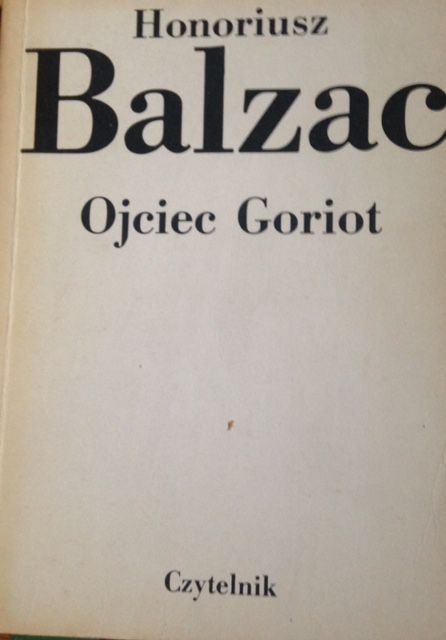 Honoriusz
Balzac
Ojciec Goriot
Czytelnik